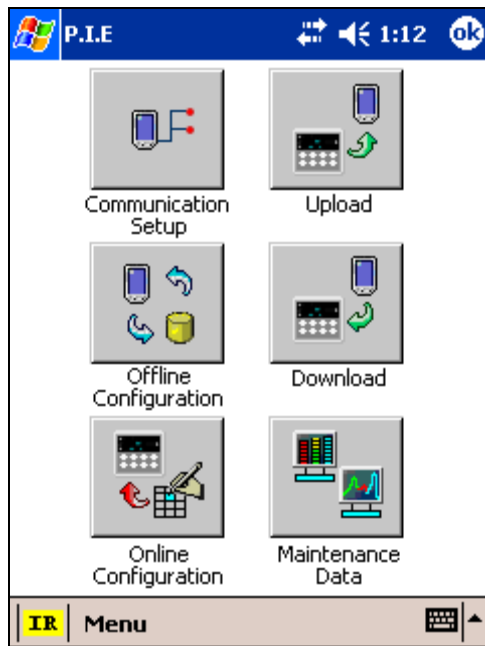 P.I.E 1:12 ok
Communication Setup
Upload
Offline Configuration
Download
Online Configuration
Maintenance Data
IR Menu